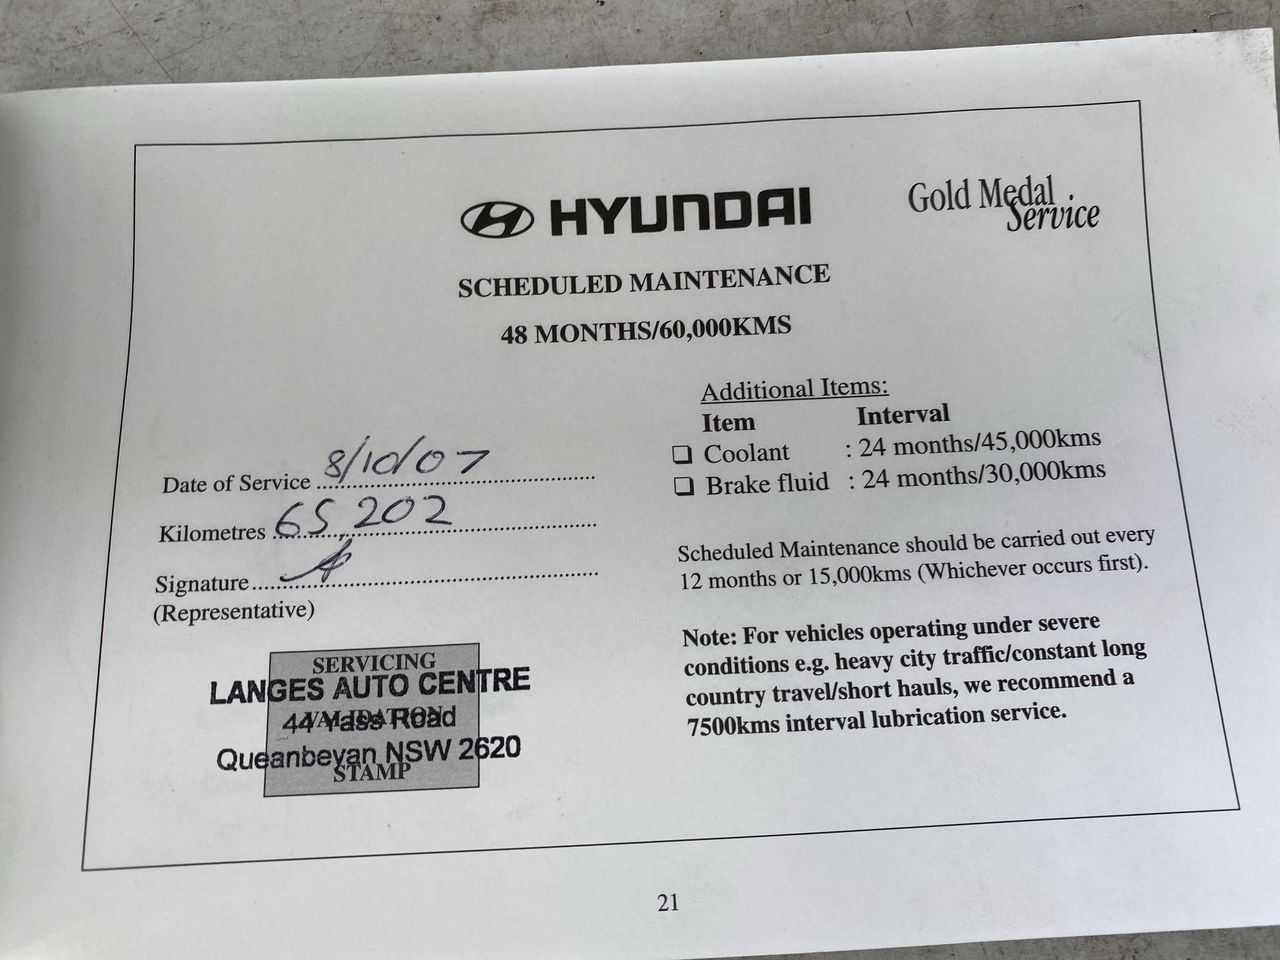 HYUNDAI
Gold Medal Service
SCHEDULED MAINTENANCE
48 MONTHS/60,000KMS
Additional Items:
Item Interval
Coolant : 24 months/45,000kms
Brake fluid : 24 months/30,000kms
Date of Service 8/10/07
Kilometres 65,202
Signature
(Representative)
Scheduled Maintenance should be carried out every
12 months or 15,000kms (Whichever occurs first).
Note: For vehicles operating under severe
conditions e.g. heavy city traffic/constant long
country travel/short hauls, we recommend a
7500kms interval lubrication service.
SERVICING
LANGES AUTO CENTRE
VALIDATION
44 Yass Road
Queanbeyan NSW 2620
STAMP
21